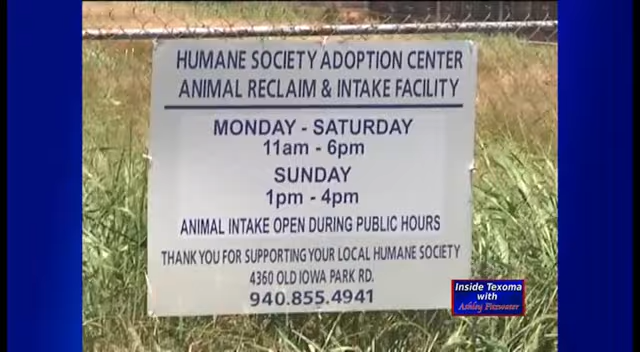 HUMANE SOCIETY ADOPTION CENTER
ANIMAL RECLAIM & INTAKE FACILITY
MONDAY - SATURDAY
11am - 6pm
SUNDAY
1pm - 4pm
ANIMAL INTAKE OPEN DURING PUBLIC HOURS
THANK YOU FOR SUPPORTING YOUR LOCAL HUMANE SOCIETY
4360 OLD IOWA PARK RD.
940.855.4941
Inside Texoma
with
Ashley Fitzwater